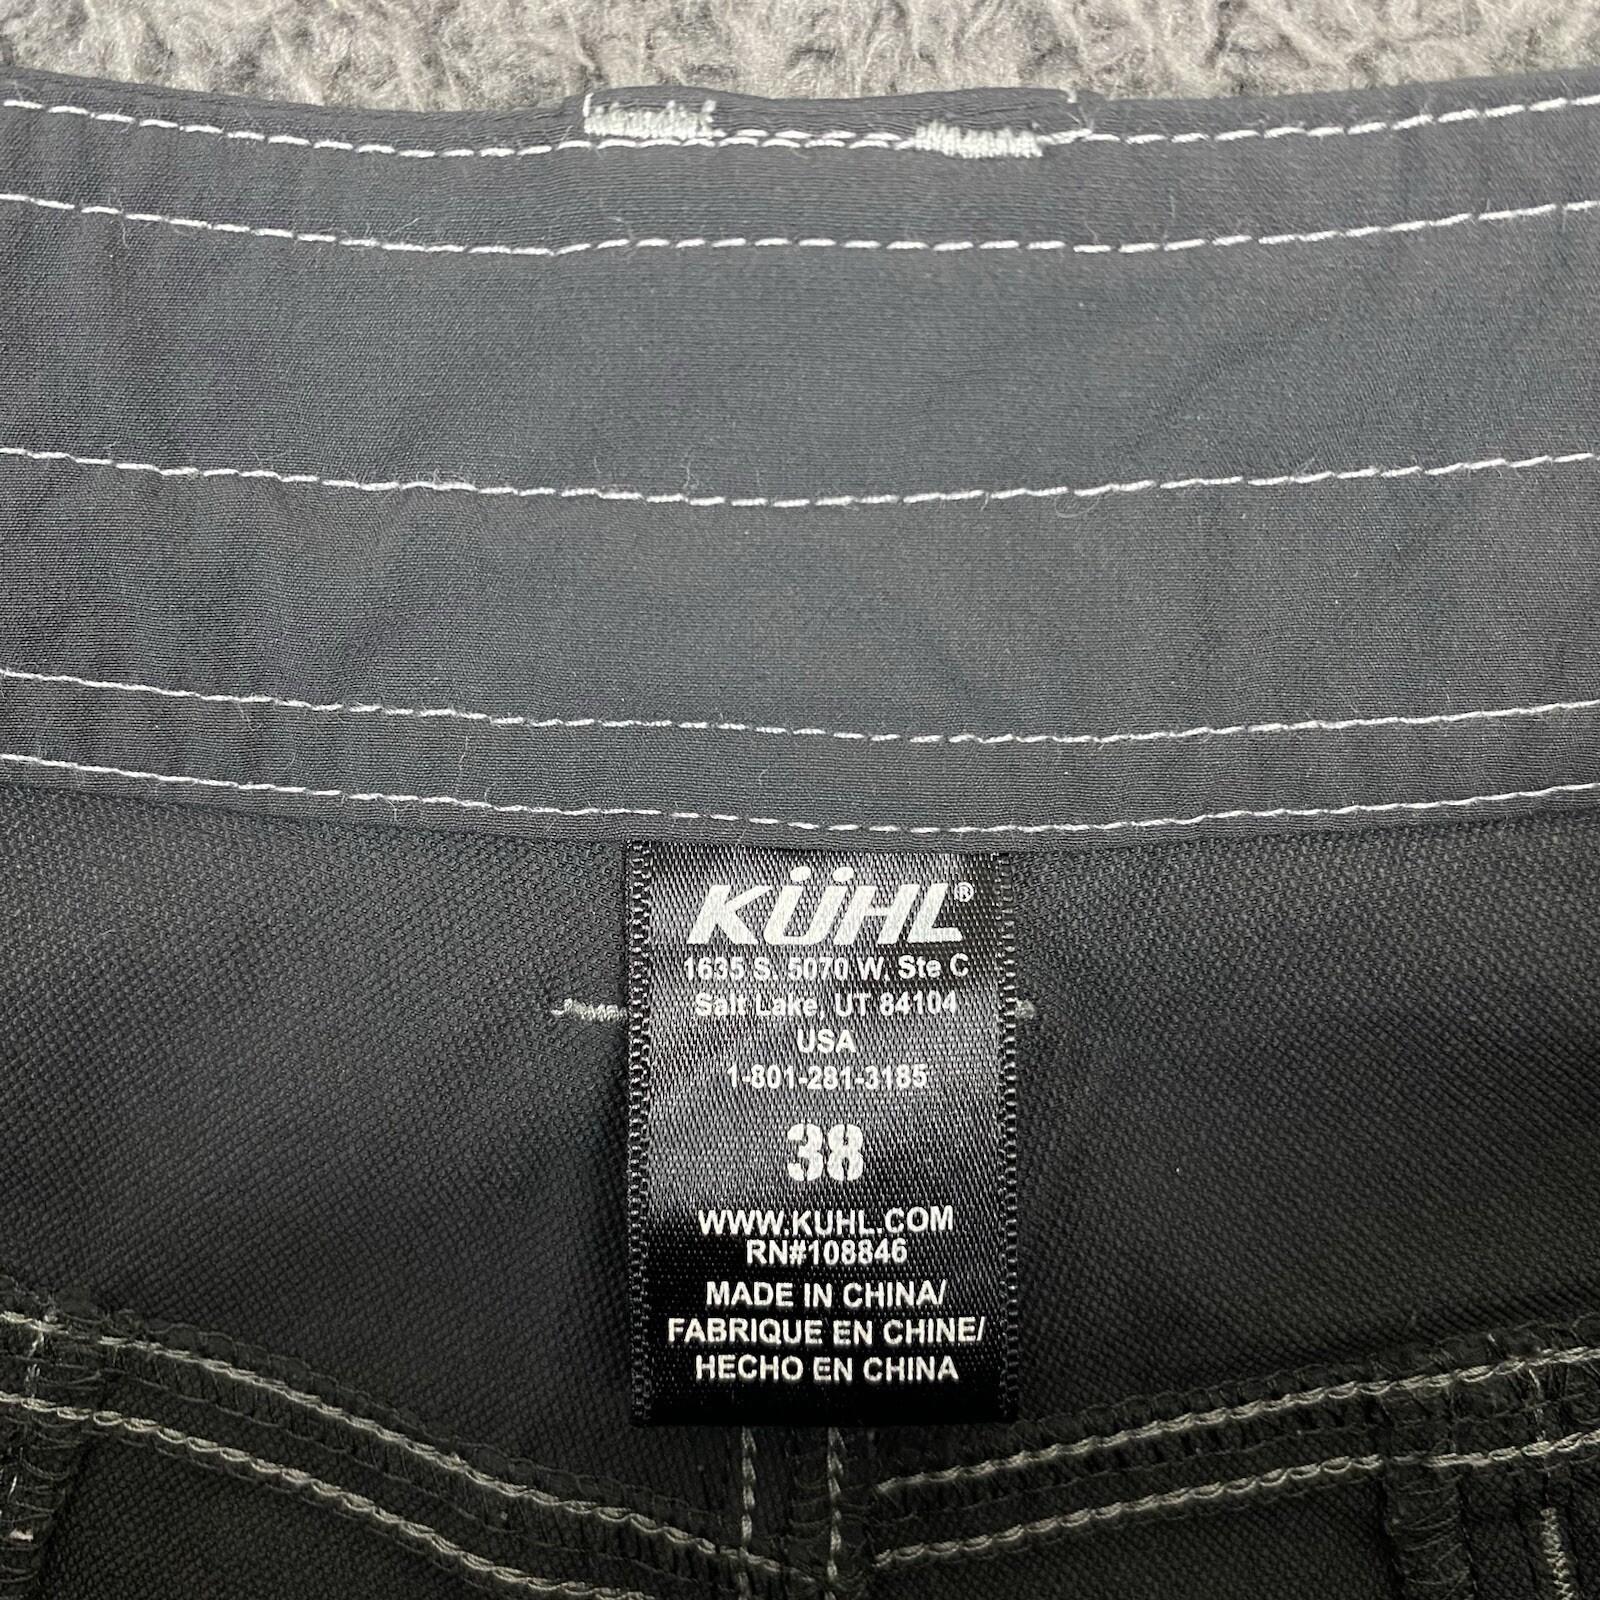 KÜHL®
1635 S. 5070 W. Ste C
Salt Lake, UT 84104
USA
1-801-281-3185
38
WWW.KUHL.COM
RN#108846
MADE IN CHINA/
FABRIQUE EN CHINE/
HECHO EN CHINA